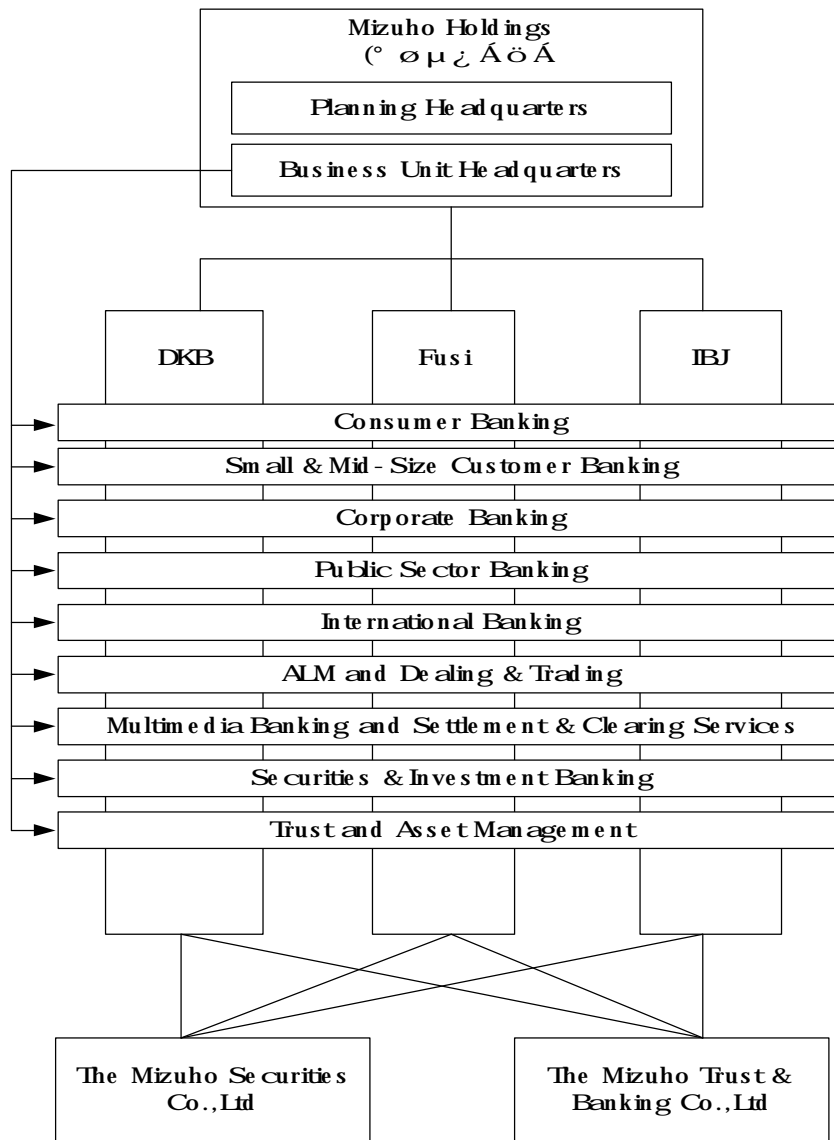 Mizuho Holdings
(° øµ¿ÁöÁ
Planning Headquarters
Business Unit Headquarters
DKB
Fusi
IBJ
Consumer Banking
Small & Mid-Size Customer Banking
Corporate Banking
Public Sector Banking
International Banking
ALM and Dealing & Trading
Multimedia Banking and Settlement & Clearing Services
Securities & Investment Banking
Trust and Asset Management
The Mizuho Securities
Co.,Ltd
The Mizuho Trust &
Banking Co.,Ltd